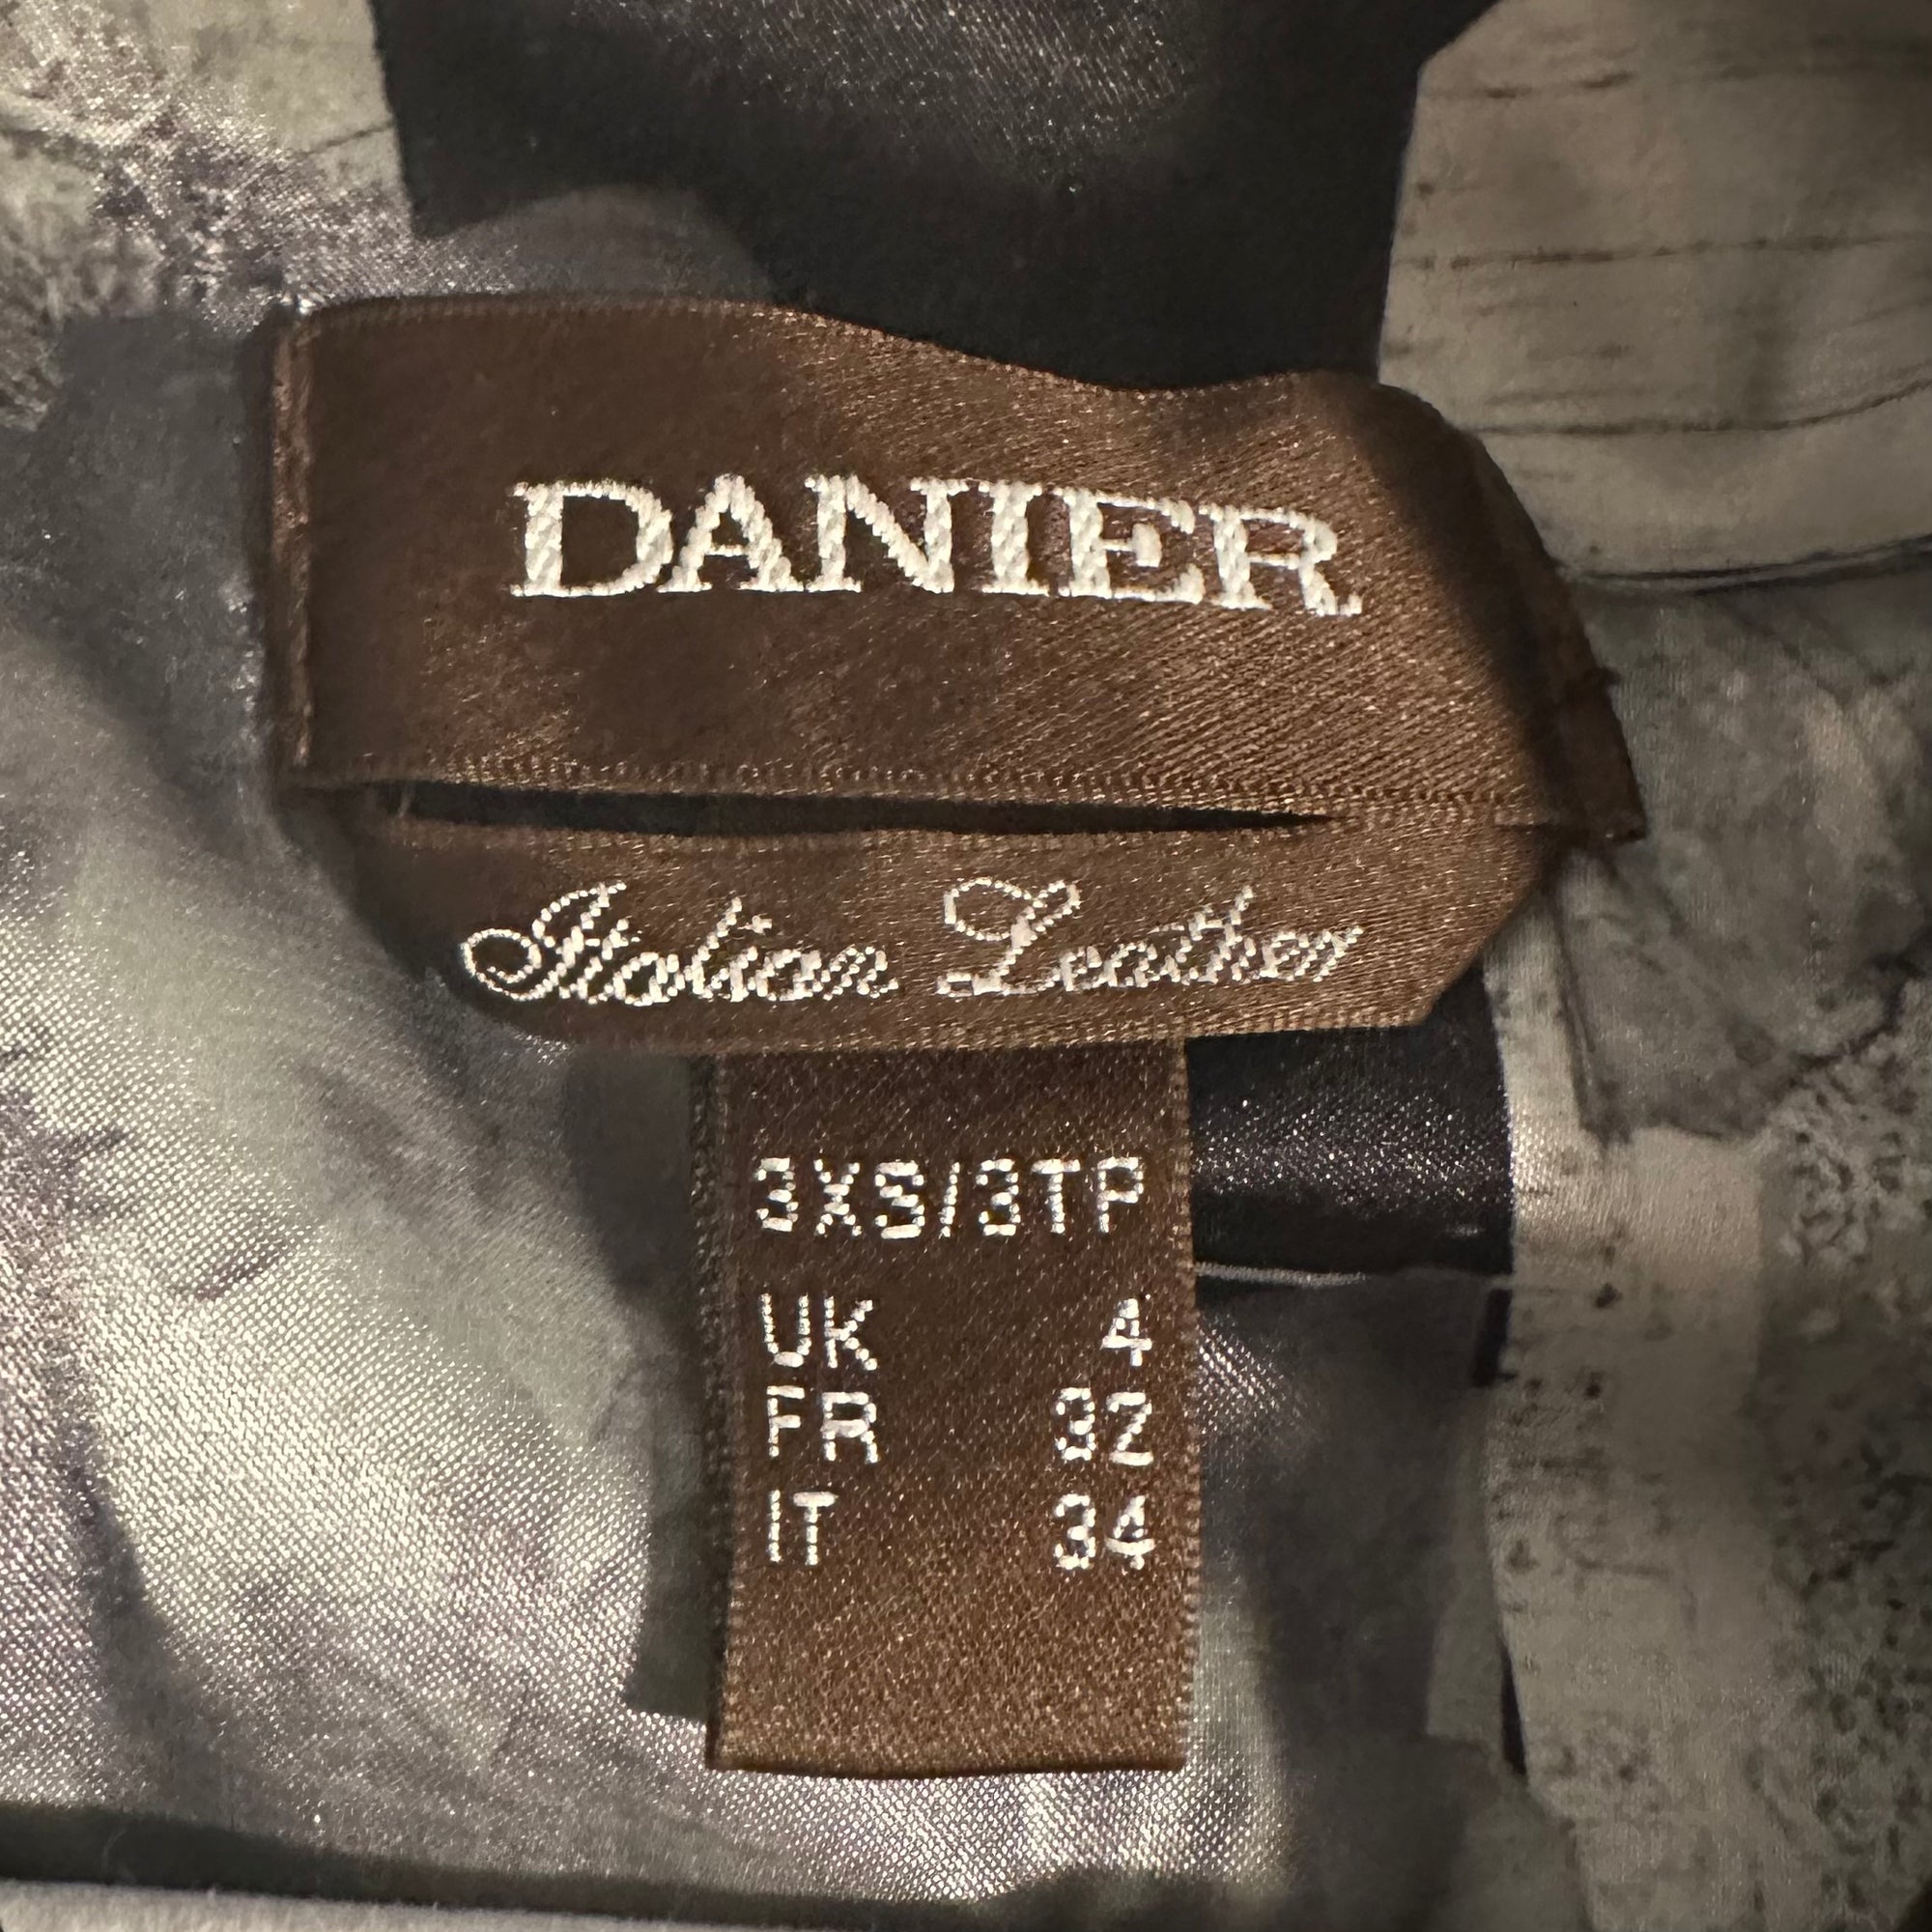 DANIER
Italian Leather
3XS/3TP
UK 4
FR 32
IT 34